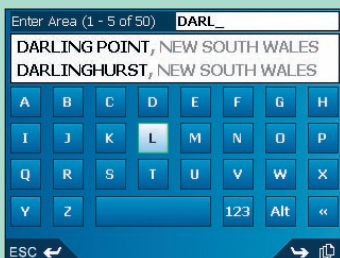 Enter Area (1 - 5 of 50) DARL_
DARLING POINT, NEW SOUTH WALES
DARLINGHURST, NEW SOUTH WALES
A B C D E F G H
I J K L M N O P
Q R S T U V W X
Y Z 123 Alt «
ESC